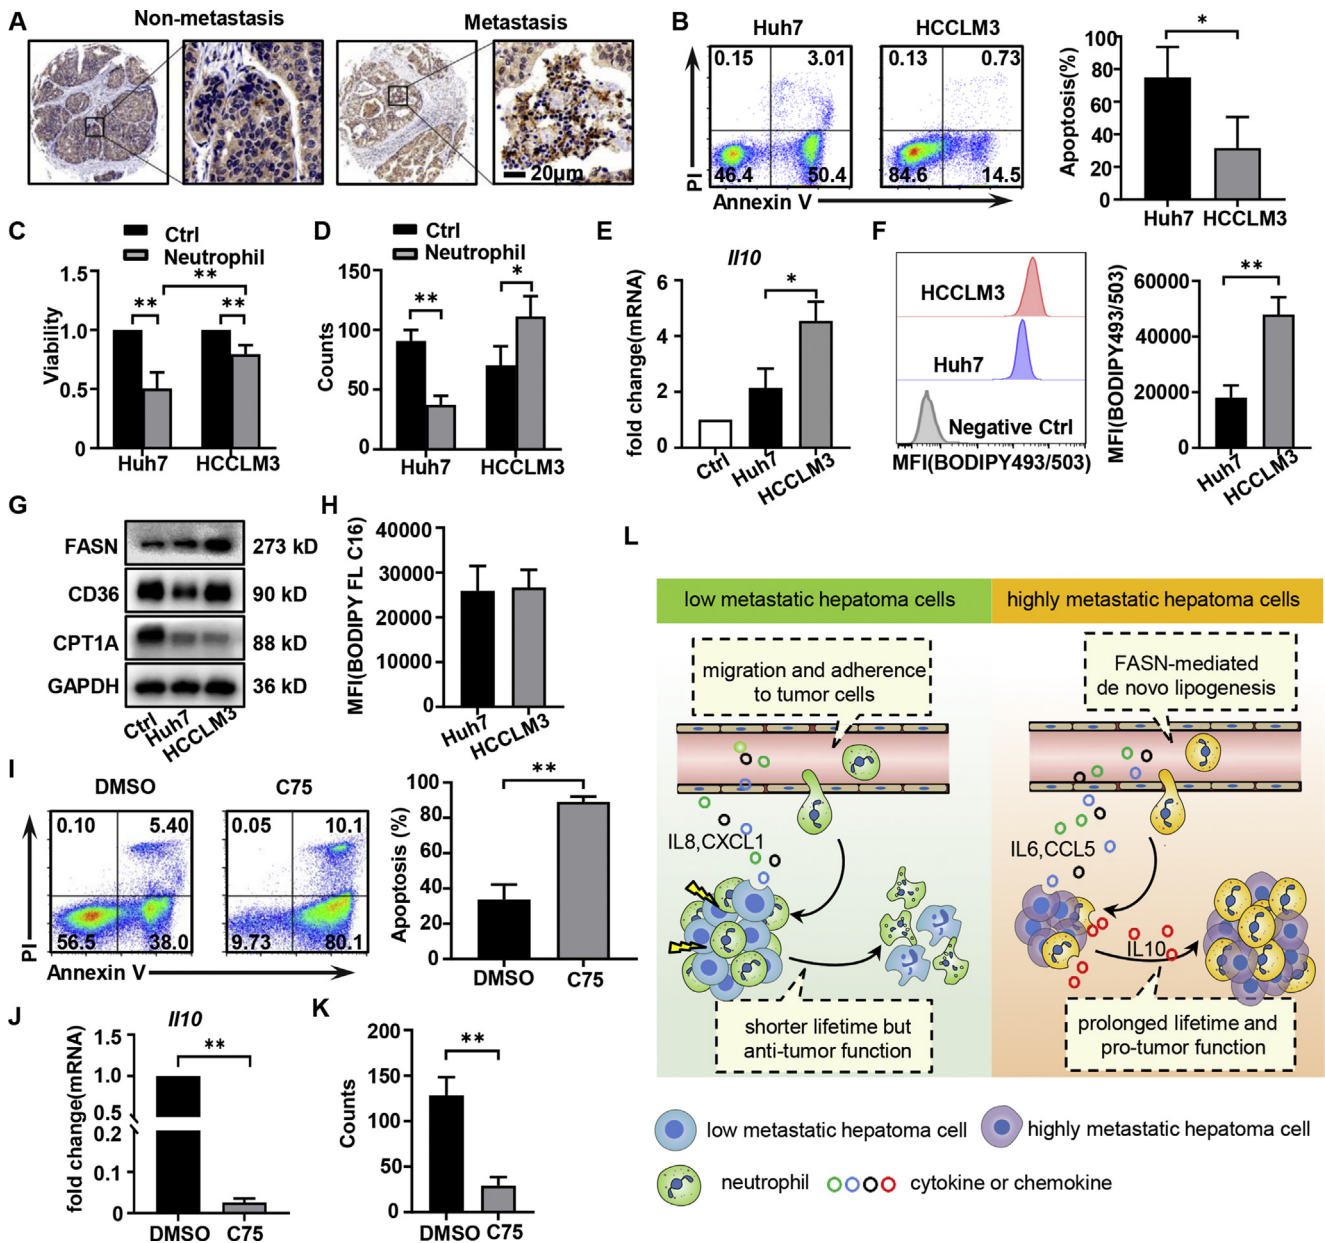 A
Non-metastasis
Metastasis
20μm
B
Huh7
HCCLM3
0.15
3.01
46.4
50.4
0.13
0.73
84.6
14.5
PI
Annexin V
Apoptosis(%)
100
80
60
40
20
0
*
Huh7
HCCLM3
C
Ctrl
Neutrophil
Viability
1.5
1.0
0.5
0
**
**
**
Huh7
HCCLM3
D
Ctrl
Neutrophil
Counts
150
100
50
0
**
*
Huh7
HCCLM3
E
Il10
fold change(mRNA)
6
4
2
0
*
Ctrl
Huh7
HCCLM3
F
HCCLM3
Huh7
Negative Ctrl
MFI(BODIPY493/503)
MFI(BODIPY493/503)
60000
40000
20000
0
**
Huh7
HCCLM3
G
FASN
273 kD
CD36
90 kD
CPT1A
88 kD
GAPDH
36 kD
Ctrl
Huh7
HCCLM3
H
MFI(BODIPY FL C16)
40000
30000
20000
10000
0
Huh7
HCCLM3
I
DMSO
C75
0.10
5.40
56.5
38.0
0.05
10.1
9.73
80.1
PI
Annexin V
Apoptosis (%)
100
80
60
40
20
0
**
DMSO
C75
J
Il10
fold change(mRNA)
1.5
1.0
0.5
0.2
0.1
0
**
DMSO
C75
K
Counts
200
150
100
50
0
**
DMSO
C75
L
low metastatic hepatoma cells
highly metastatic hepatoma cells
migration and adherence
to tumor cells
IL8,CXCL1
shorter lifetime but
anti-tumor function
FASN-mediated
de novo lipogenesis
IL6,CCL5
IL10
prolonged lifetime and
pro-tumor function
low metastatic hepatoma cell
highly metastatic hepatoma cell
neutrophil
cytokine or chemokine